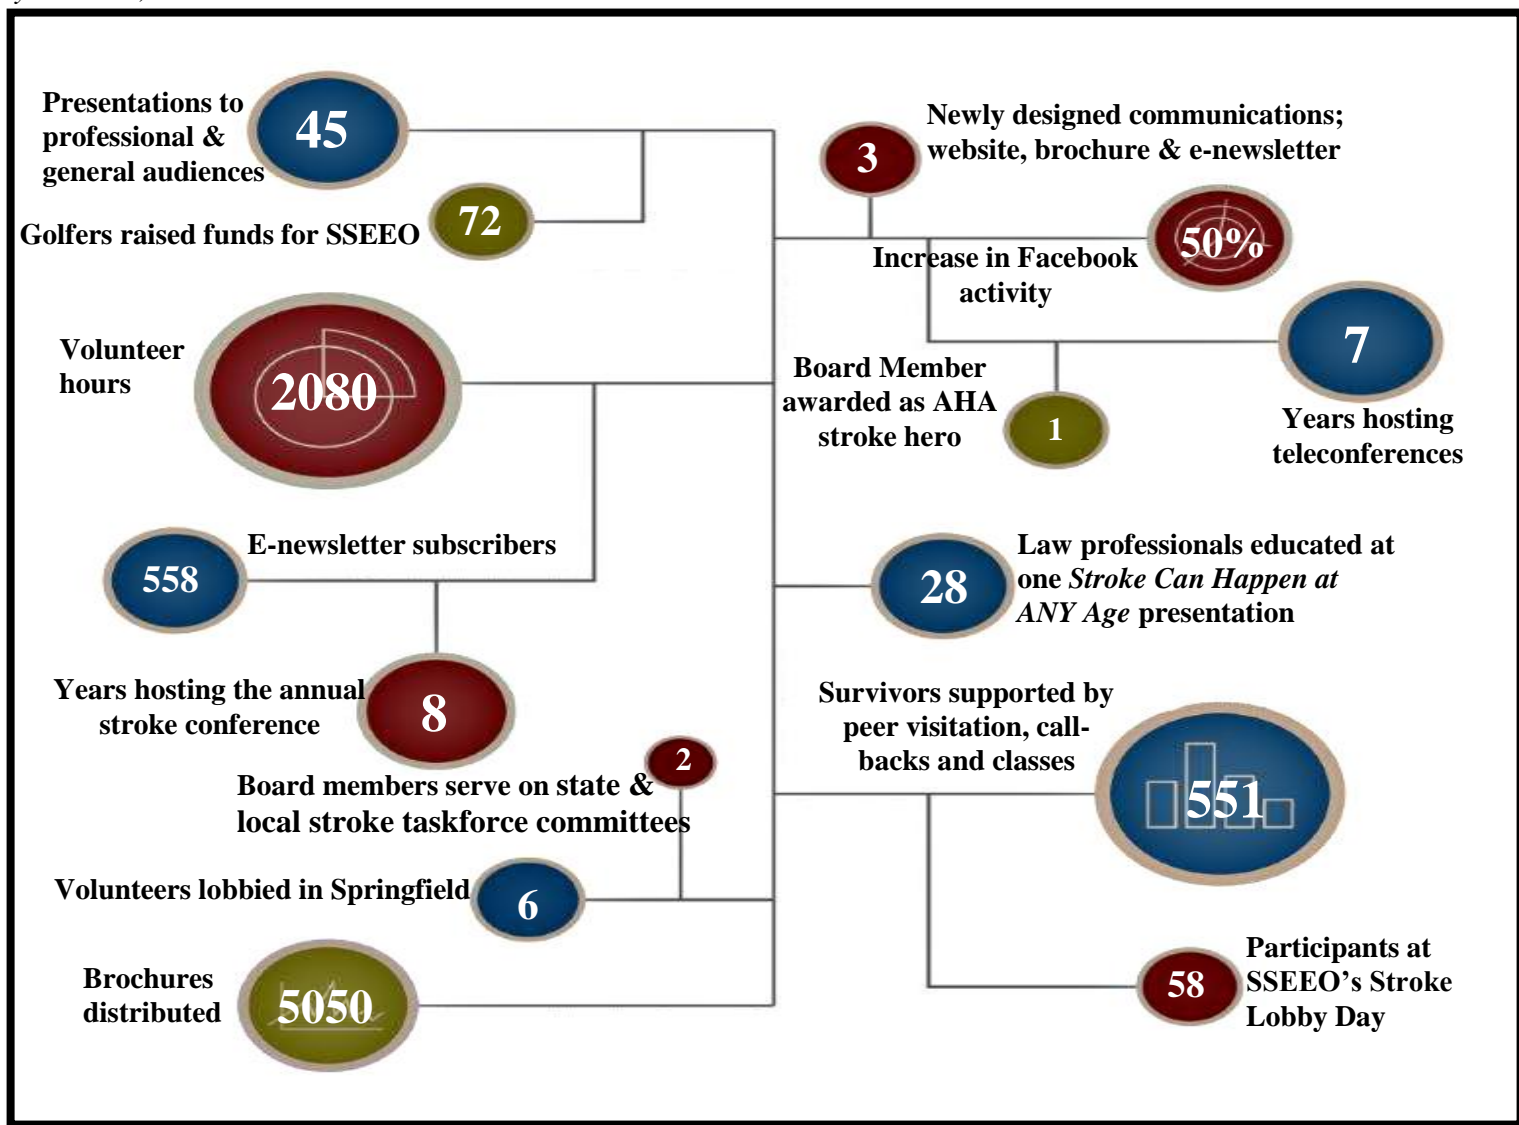 Presentations to
professional &
general audiences
45
72
Golfers raised funds for SSEEO
Volunteer
hours
2080
E-newsletter subscribers
558
Years hosting the annual
stroke conference
8
2
Board members serve on state &
local stroke taskforce committees
Volunteers lobbied in Springfield
6
Brochures
distributed
5050
3
Newly designed communications;
website, brochure & e-newsletter
50%
Increase in Facebook
activity
7
Years hosting
teleconferences
Board Member
awarded as AHA
stroke hero
1
28
Law professionals educated at
one Stroke Can Happen at
ANY Age presentation
Survivors supported by
peer visitation, call-
backs and classes
551
58
Participants at
SSEEO’s Stroke
Lobby Day